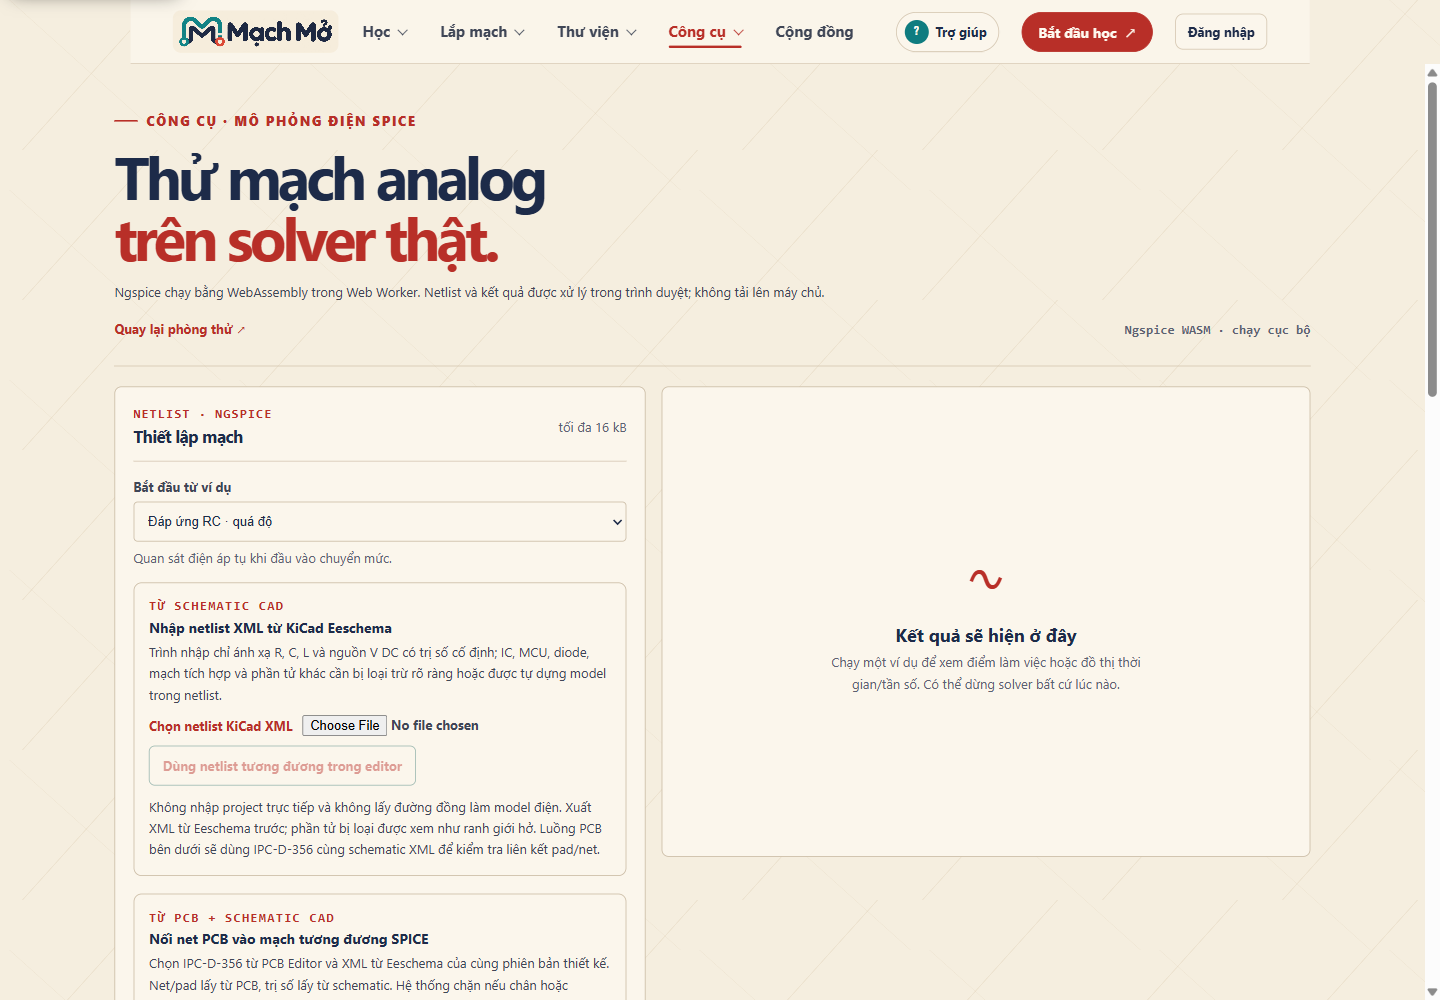 Mạch Mở
Học
Lắp mạch
Thư viện
Công cụ
Cộng đồng
? Trợ giúp
Bắt đầu học ↗
Đăng nhập
CÔNG CỤ · MÔ PHỎNG ĐIỆN SPICE
Thử mạch analog
trên solver thật.
Ngspice chạy bằng WebAssembly trong Web Worker. Netlist và kết quả được xử lý trong trình duyệt; không tải lên máy chủ.
Quay lại phòng thử ↗
Ngspice WASM · chạy cục bộ
NETLIST · NGSPICE
Thiết lập mạch
tối đa 16 kB
Bắt đầu từ ví dụ
Đáp ứng RC · quá độ
Quan sát điện áp tụ khi đầu vào chuyển mức.
TỪ SCHEMATIC CAD
Nhập netlist XML từ KiCad Eeschema
Trình nhập chỉ ánh xạ R, C, L và nguồn V DC có trị số cố định; IC, MCU, diode,
mạch tích hợp và phần tử khác cần bị loại trừ rõ ràng hoặc được tự dựng model
trong netlist.
Chọn netlist KiCad XML Choose File No file chosen
Dùng netlist tương đương trong editor
Không nhập project trực tiếp và không lấy đường đồng làm model điện. Xuất
XML từ Eeschema trước; phần tử bị loại được xem như ranh giới hở. Luồng PCB
bên dưới sẽ dùng IPC-D-356 cùng schematic XML để kiểm tra liên kết pad/net.
TỪ PCB + SCHEMATIC CAD
Nối net PCB vào mạch tương đương SPICE
Chọn IPC-D-356 từ PCB Editor và XML từ Eeschema của cùng phiên bản thiết kế.
Net/pad lấy từ PCB, trị số lấy từ schematic. Hệ thống chặn nếu chân hoặc
Kết quả sẽ hiện ở đây
Chạy một ví dụ để xem điểm làm việc hoặc đồ thị thời
gian/tần số. Có thể dừng solver bất cứ lúc nào.